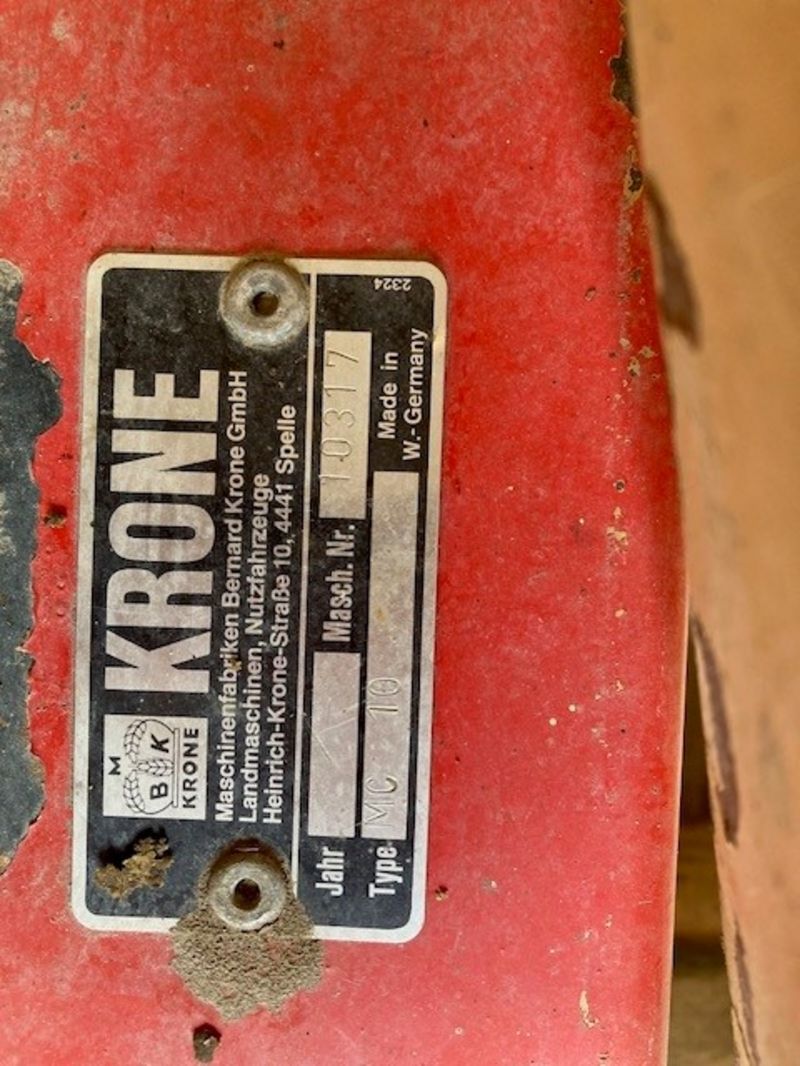 M
B K
KRONE
KRONE
Maschinenfabriken Bernard Krone GmbH
Landmaschinen, Nutzfahrzeuge
Heinrich-Krone-Straße 10, 4441 Spelle
Jahr Masch. Nr. 10317
Type MC 10 Made in
W.-Germany
2324